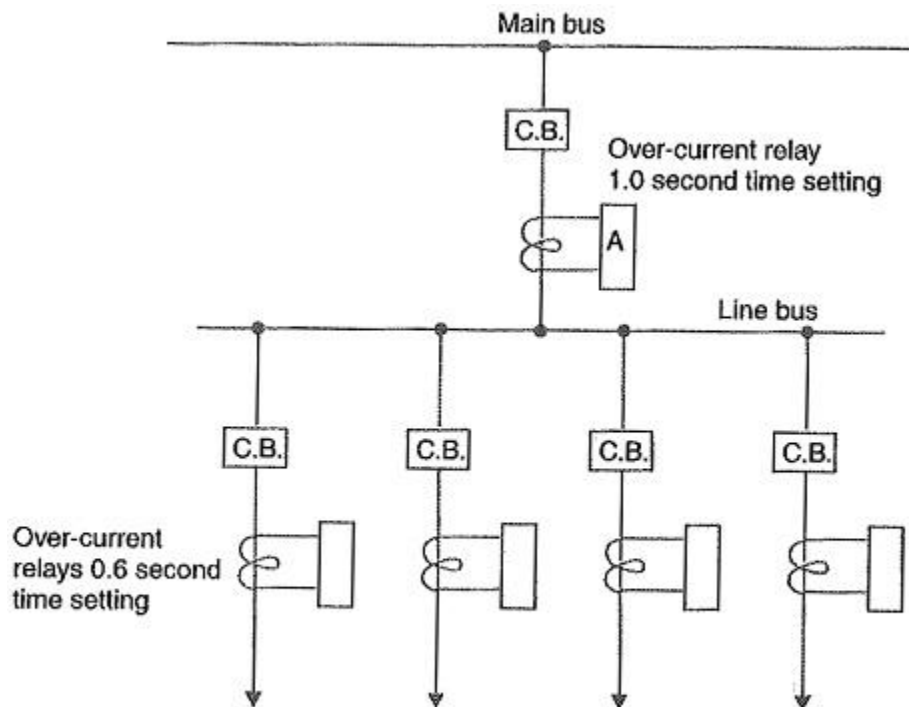 Main bus
C.B.
Over-current relay
1.0 second time setting
A
Line bus
C.B.
C.B.
C.B.
C.B.
Over-current
relays 0.6 second
time setting